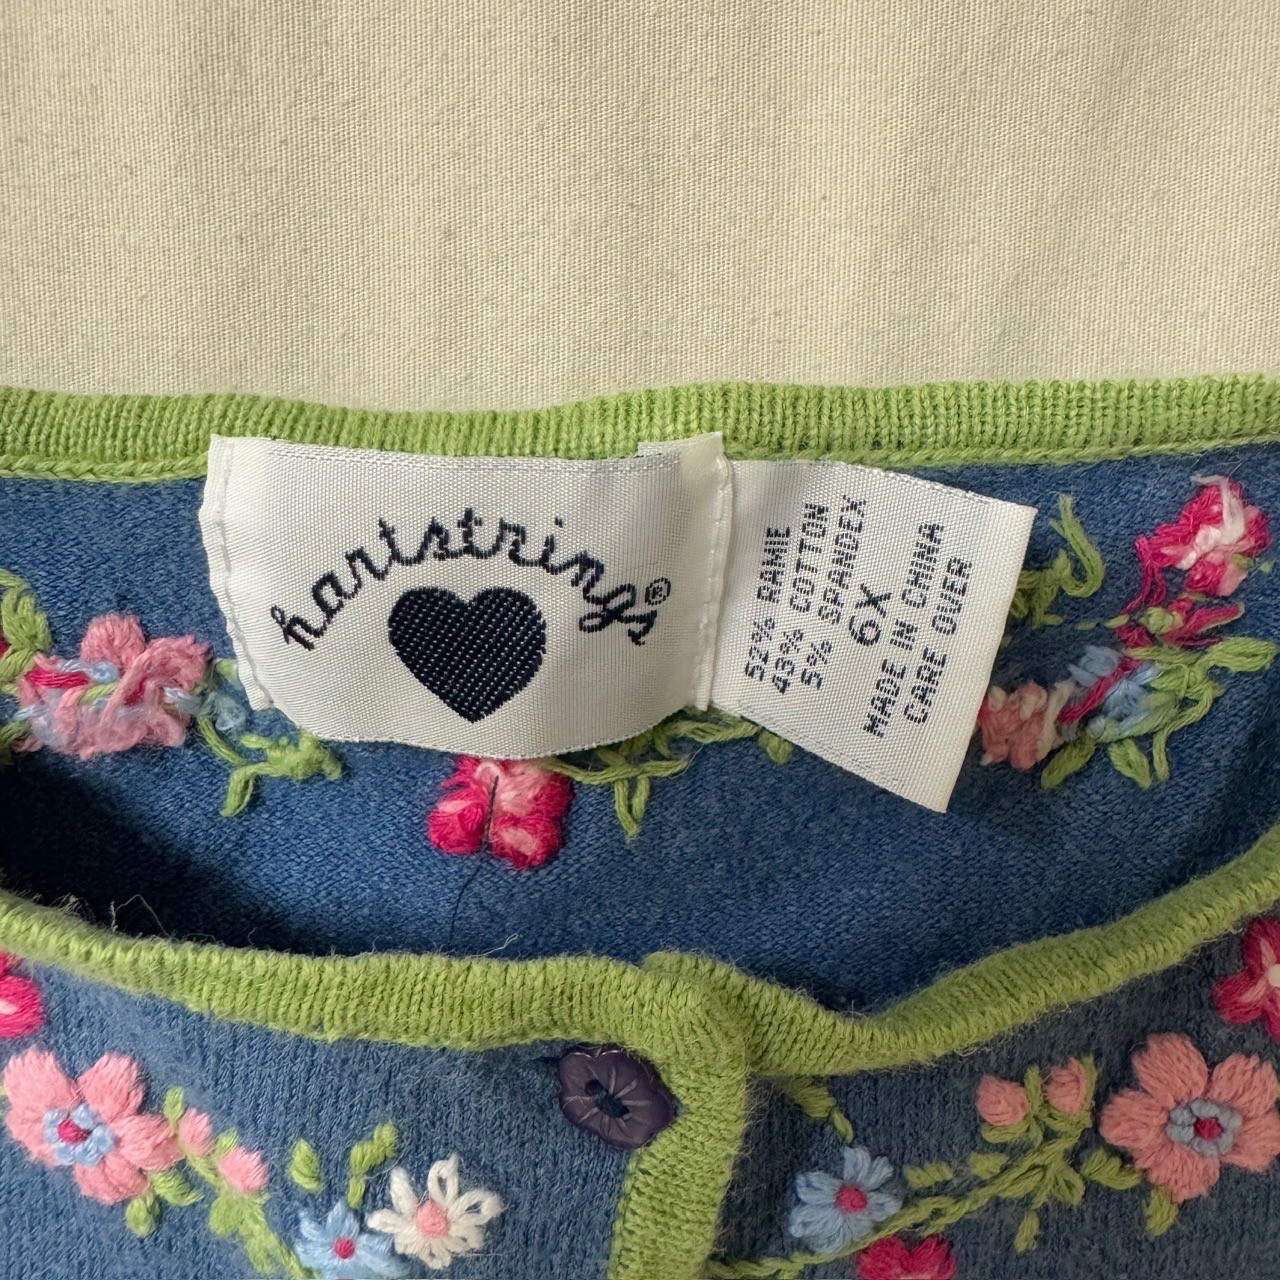 hartstrings®
52% RAMIE
43% COTTON
5% SPANDEX
6X
MADE IN CHINA
CARE OVER